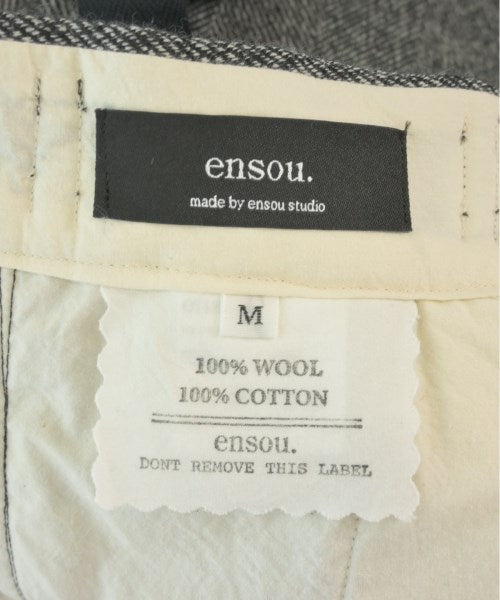 ensou.
made by ensou studio
M
100% WOOL
100% COTTON
ensou.
DONT REMOVE THIS LABEL